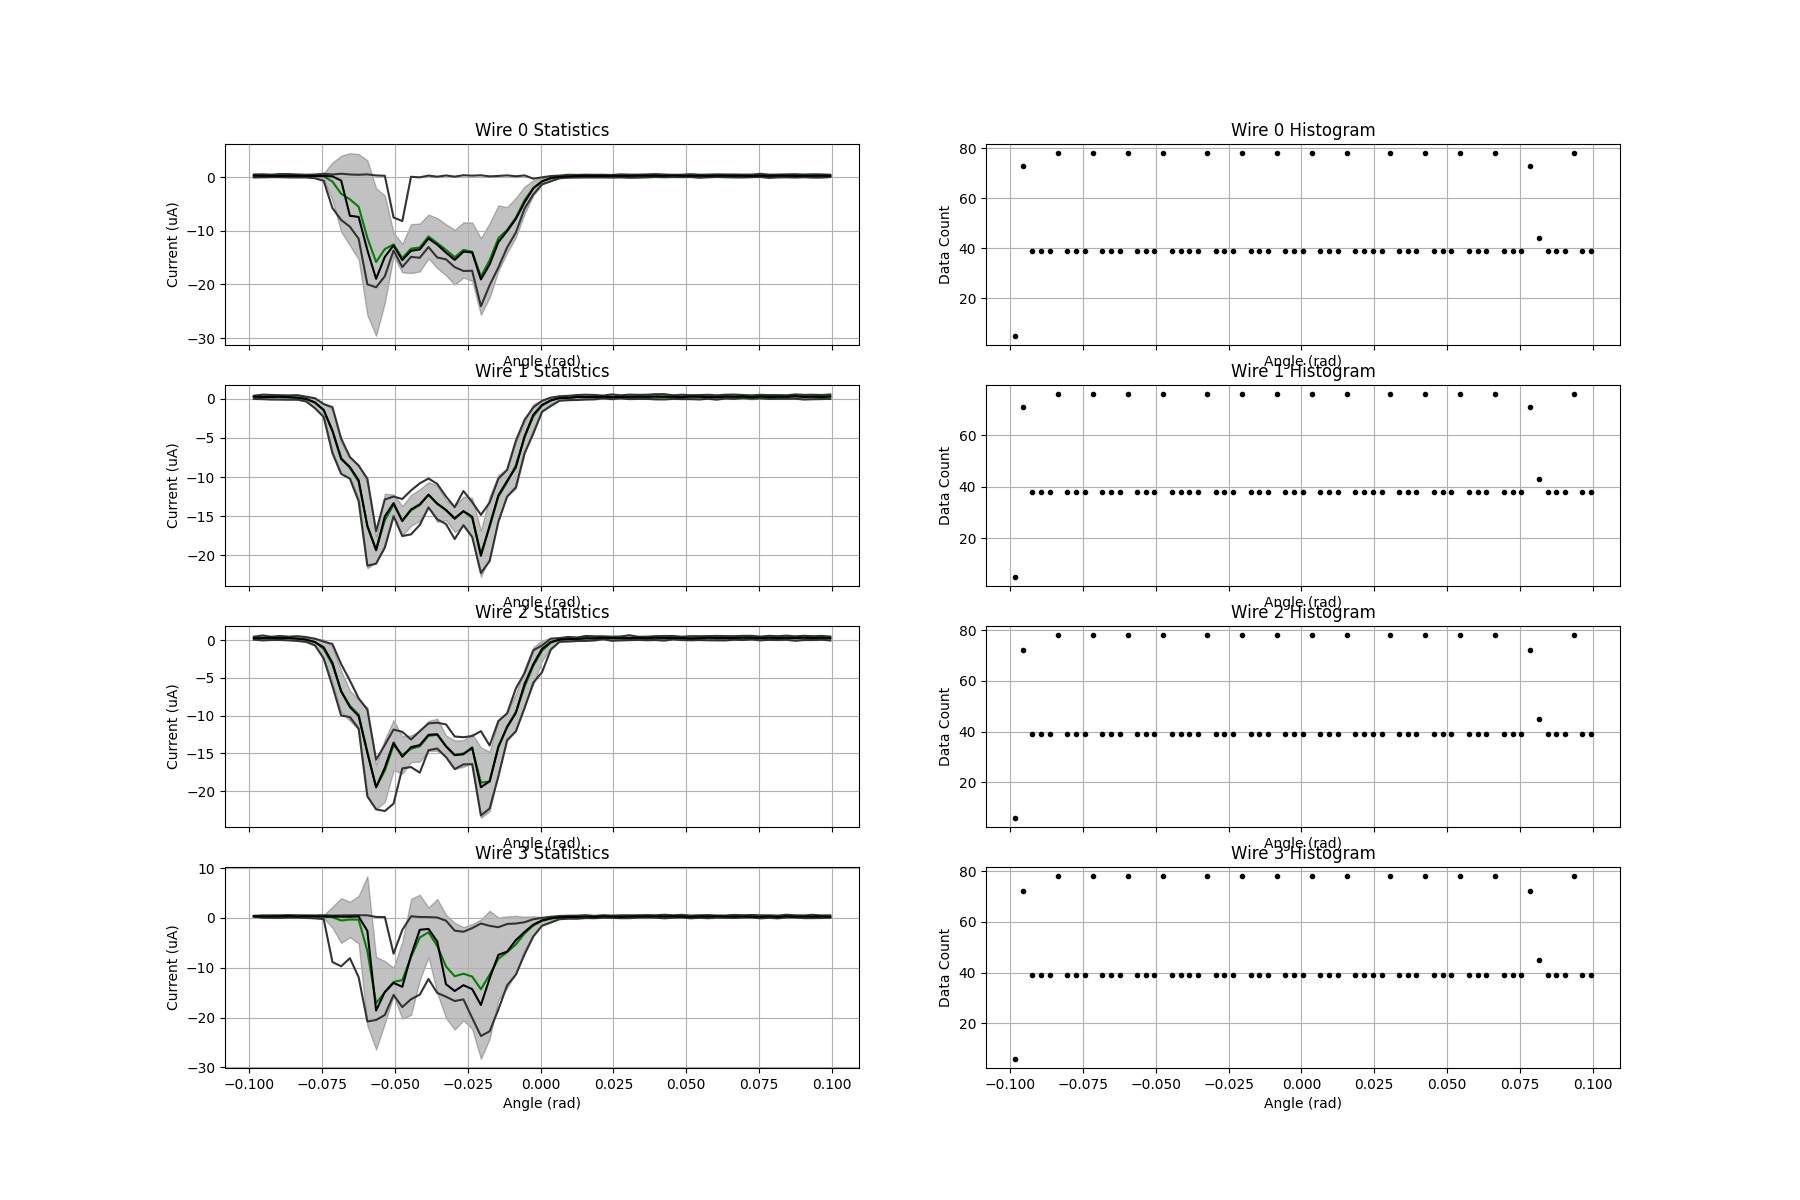 Wire 0 Statistics
Current (uA)
0
−10
−20
−30
Angle (rad)
Wire 0 Histogram
Data Count
80
60
40
20
Angle (rad)
Wire 1 Statistics
Current (uA)
0
−5
−10
−15
−20
Angle (rad)
Wire 1 Histogram
Data Count
60
40
20
Angle (rad)
Wire 2 Statistics
Current (uA)
0
−5
−10
−15
−20
Angle (rad)
Wire 2 Histogram
Data Count
80
60
40
20
Angle (rad)
Wire 3 Statistics
Current (uA)
10
0
−10
−20
−30
−0.100 −0.075 −0.050 −0.025 0.000 0.025 0.050 0.075 0.100
Angle (rad)
Wire 3 Histogram
Data Count
80
60
40
20
−0.100 −0.075 −0.050 −0.025 0.000 0.025 0.050 0.075 0.100
Angle (rad)